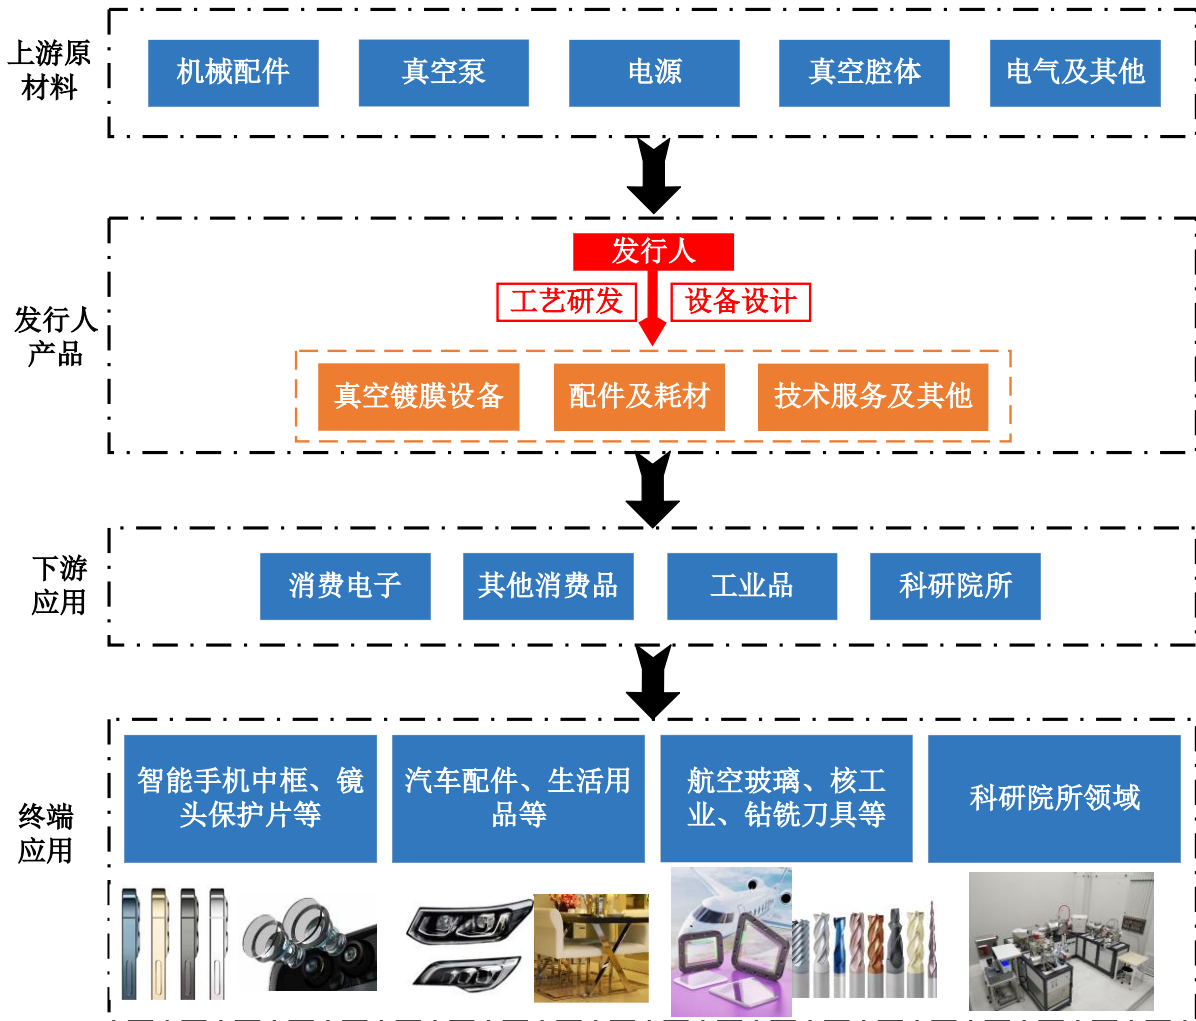 上游原
材料
机械配件
真空泵
电源
真空腔体
电气及其他
发行人
产品
发行人
工艺研发
设备设计
真空镀膜设备
配件及耗材
技术服务及其他
下游
应用
消费电子
其他消费品
工业品
科研院所
终端
应用
智能手机中框、镜
头保护片等
汽车配件、生活用
品等
航空玻璃、核工
业、钻铣刀具等
科研院所领域